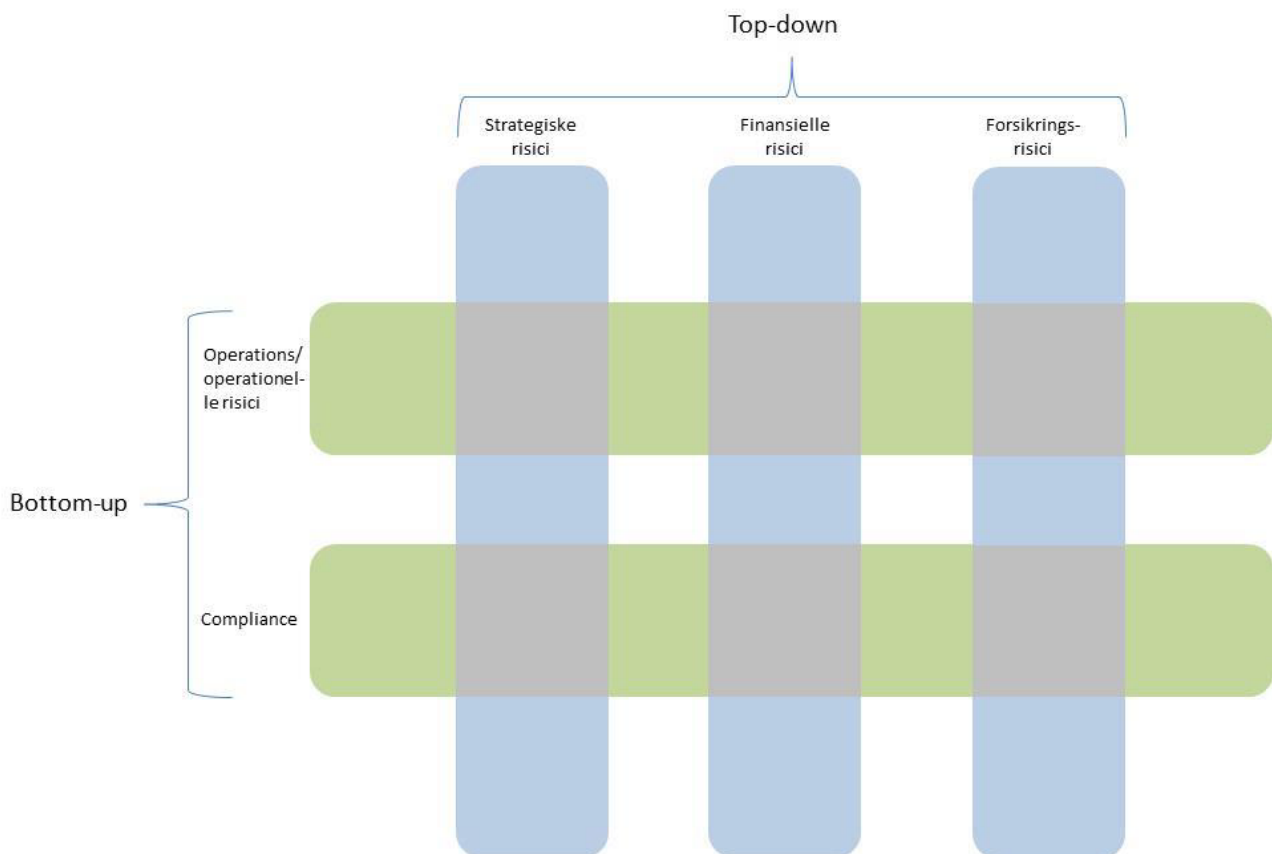 Top-down
Strategiske
risici
Finansielle
risici
Forsikrings-
risici
Operations/
operationel-
le risici
Bottom-up
Compliance